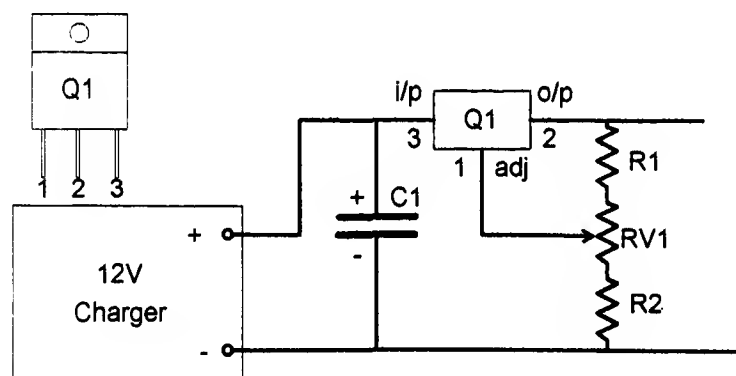 Q1
1 2 3
i/p
o/p
Q1
3
2
1
adj
R1
+
C1
-
RV1
R2
+
12V
Charger
-